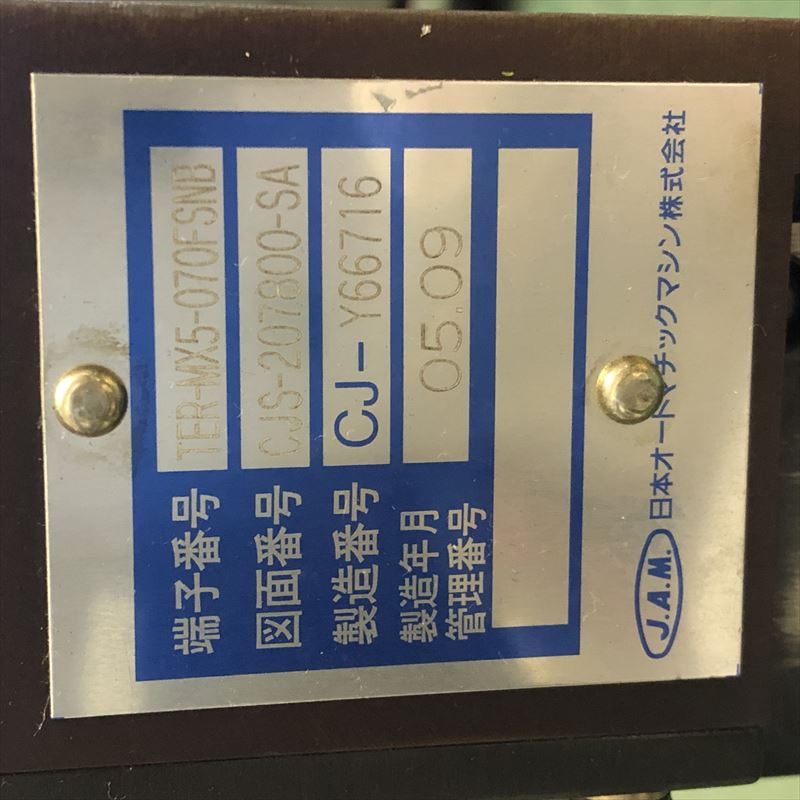 端子番号 TER-MX5-070FSNB
図面番号 CJS-207800-SA
製造番号 CJ-Y66716
製造年月 05.09
管理番号
J.A.M. 日本オートマチックマシン株式会社